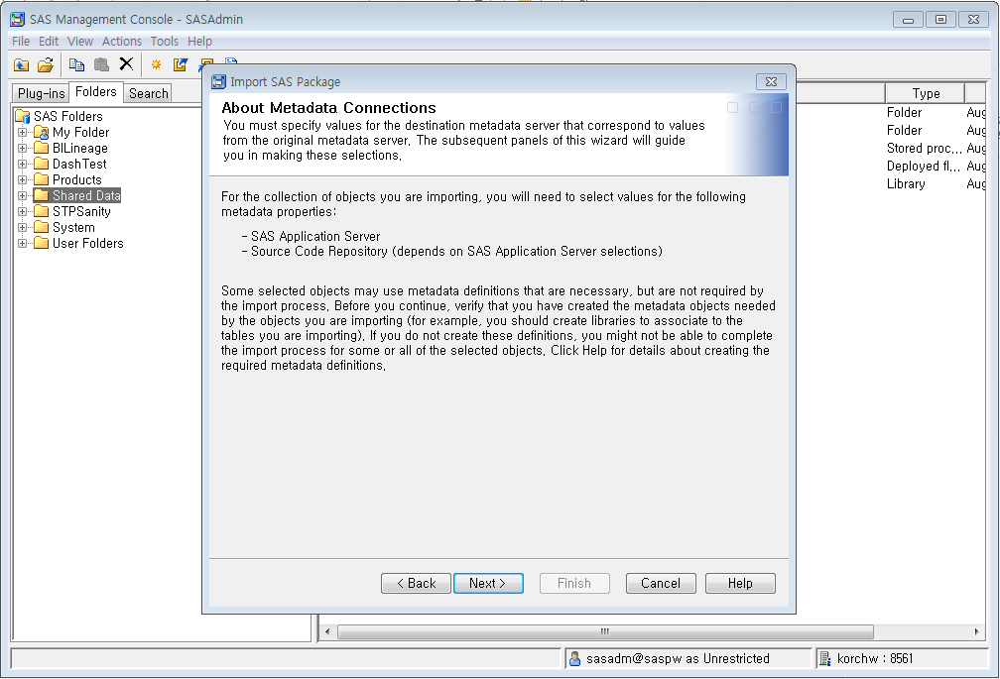 SAS Management Console - SASAdmin
File Edit View Actions Tools Help
Plug-ins Folders Search
SAS Folders
My Folder
BILineage
DashTest
Products
Shared Data
STPSanity
System
User Folders
Import SAS Package
About Metadata Connections
You must specify values for the destination metadata server that correspond to values
from the original metadata server. The subsequent panels of this wizard will guide
you in making these selections.
For the collection of objects you are importing, you will need to select values for the following
metadata properties:
- SAS Application Server
- Source Code Repository (depends on SAS Application Server selections)
Some selected objects may use metadata definitions that are necessary, but are not required by
the import process. Before you continue, verify that you have created the metadata objects needed
by the objects you are importing (for example, you should create libraries to associate to the
tables you are importing). If you do not create these definitions, you might not be able to complete
the import process for some or all of the selected objects. Click Help for details about creating the
required metadata definitions.
< Back Next > Finish Cancel Help
Type
Folder Aug
Folder Aug
Stored proc... Aug
Deployed fl... Aug
Library Aug
sasadm@saspw as Unrestricted
korchw : 8561